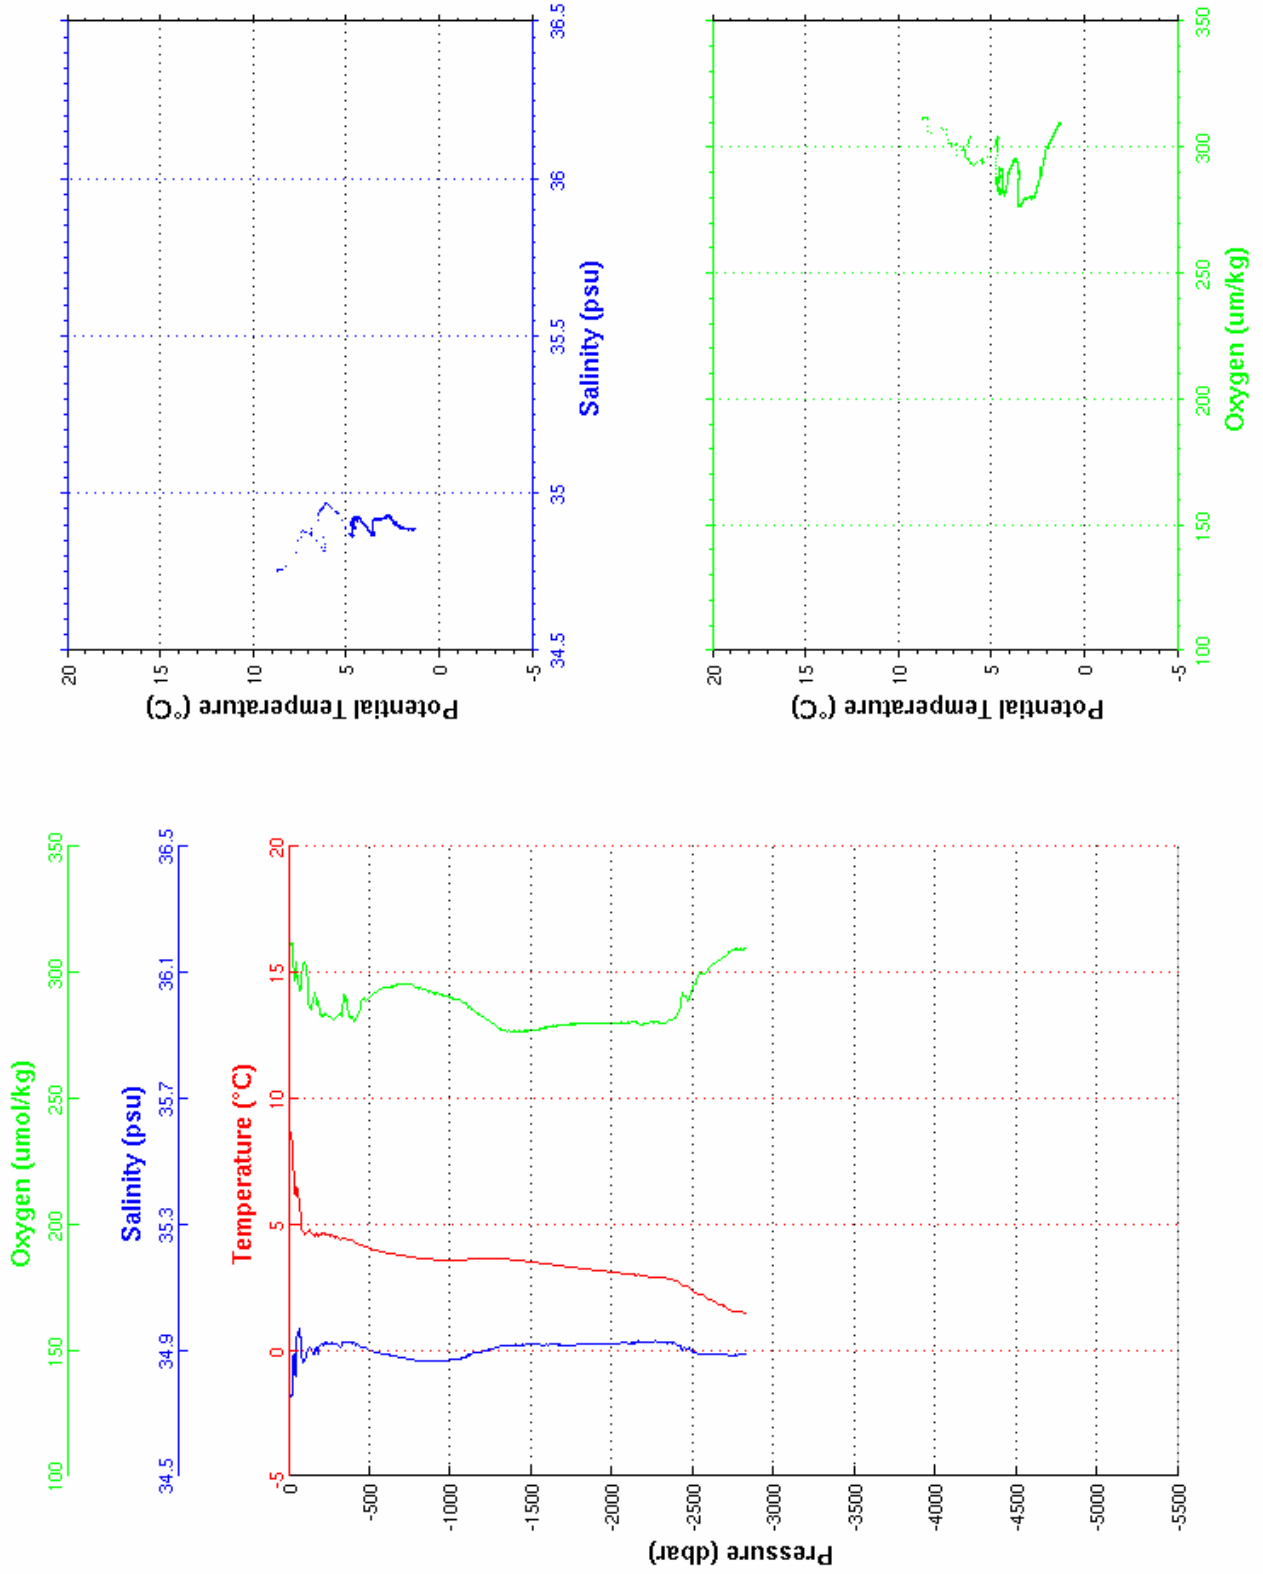 Oxygen (umol/kg)
100 150 200 250 300 350
Salinity (psu)
34.5 34.9 35.3 35.7 36.1 36.5
Temperature (°C)
-5 0 5 10 15 20
0
-500
-1000
-1500
-2000
-2500
-3000
-3500
-4000
-4500
-5000
-5500
Pressure (dbar)
20
15
10
5
0
-5
Potential Temperature (°C)
34.5 35 35.5 36 36.5
Salinity (psu)
20
15
10
5
0
-5
Potential Temperature (°C)
100 150 200 250 300 350
Oxygen (um/kg)